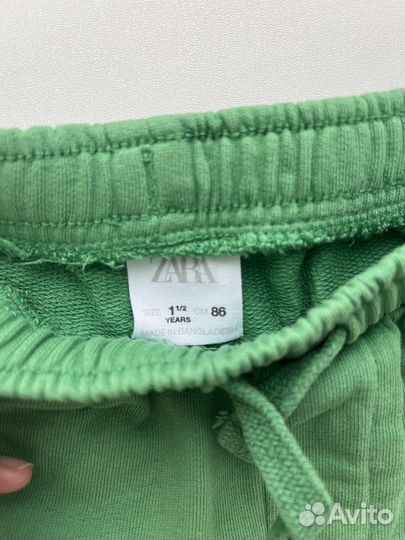 ZARA
SIZE 1 1/2 CM 86
YEARS
MADE IN BANGLADESH
Avito